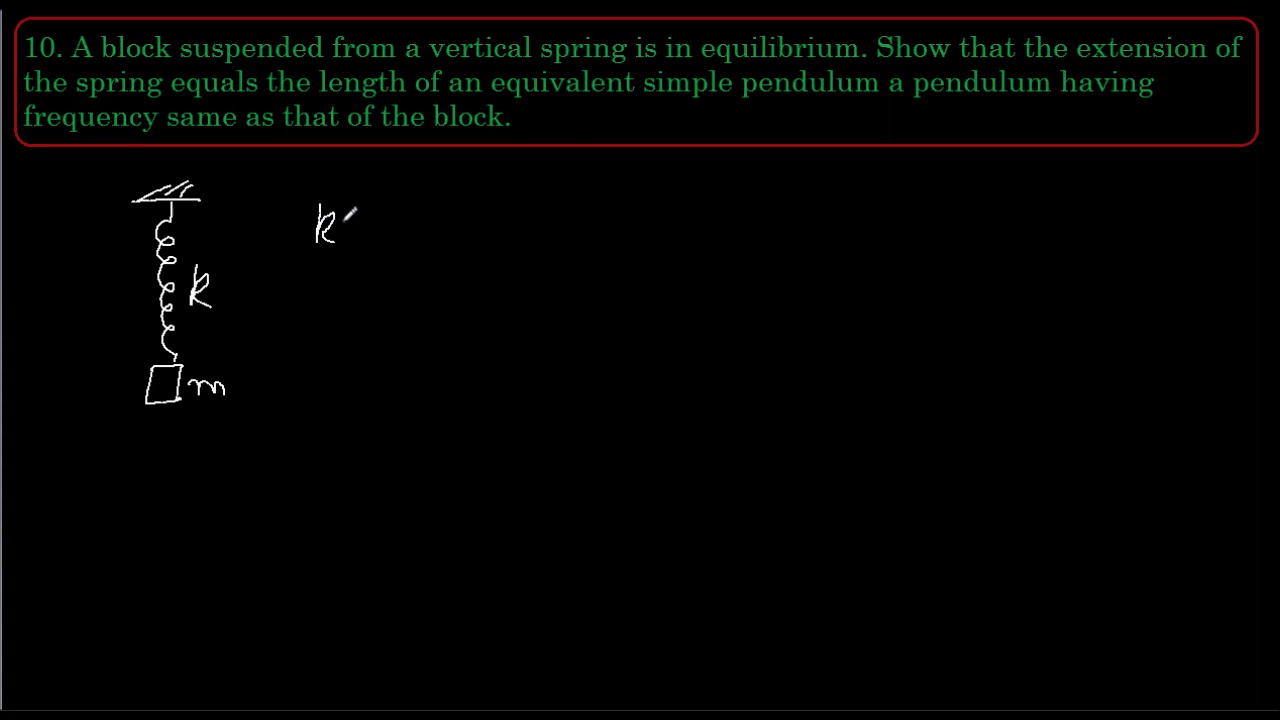 10. A block suspended from a vertical spring is in equilibrium. Show that the extension of
the spring equals the length of an equivalent simple pendulum a pendulum having
frequency same as that of the block.
k
k
m